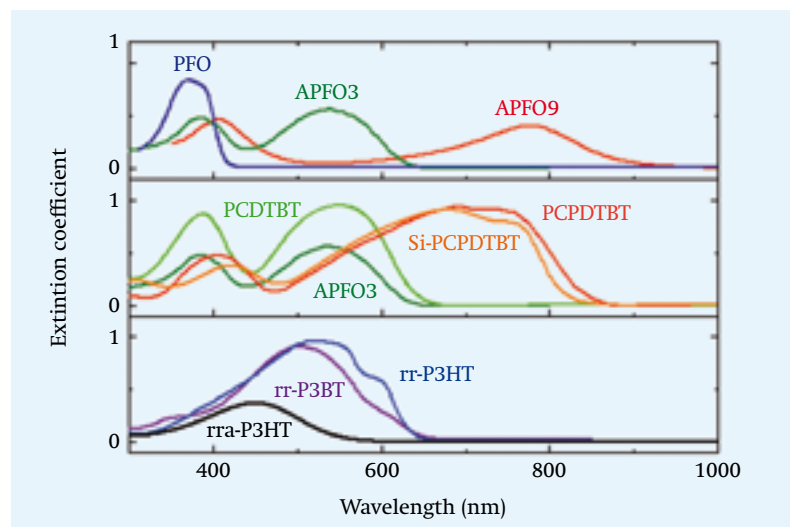 1
PFO
APFO3
APFO9
0
1
PCDTBT
PCPDTBT
Si-PCPDTBT
APFO3
0
Extintion coefficient
1
rr-P3HT
rr-P3BT
rra-P3HT
0
400
600
800
1000
Wavelength (nm)